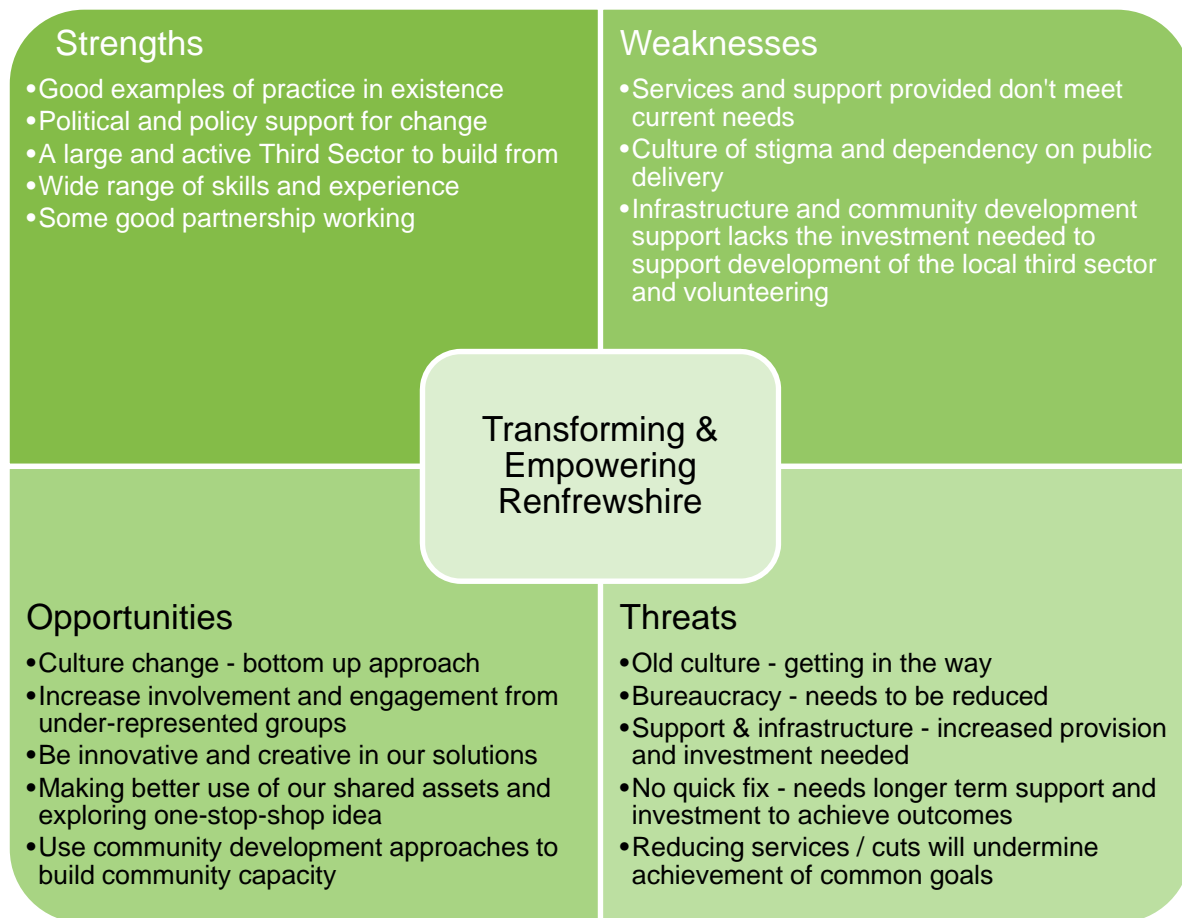 Strengths
•Good examples of practice in existence
•Political and policy support for change
•A large and active Third Sector to build from
•Wide range of skills and experience
•Some good partnership working
Weaknesses
•Services and support provided don't meet
current needs
•Culture of stigma and dependency on public
delivery
•Infrastructure and community development
support lacks the investment needed to
support development of the local third sector
and volunteering
Transforming &
Empowering
Renfrewshire
Opportunities
•Culture change - bottom up approach
•Increase involvement and engagement from
under-represented groups
•Be innovative and creative in our solutions
•Making better use of our shared assets and
exploring one-stop-shop idea
•Use community development approaches to
build community capacity
Threats
•Old culture - getting in the way
•Bureaucracy - needs to be reduced
•Support & infrastructure - increased provision
and investment needed
•No quick fix - needs longer term support and
investment to achieve outcomes
•Reducing services / cuts will undermine
achievement of common goals